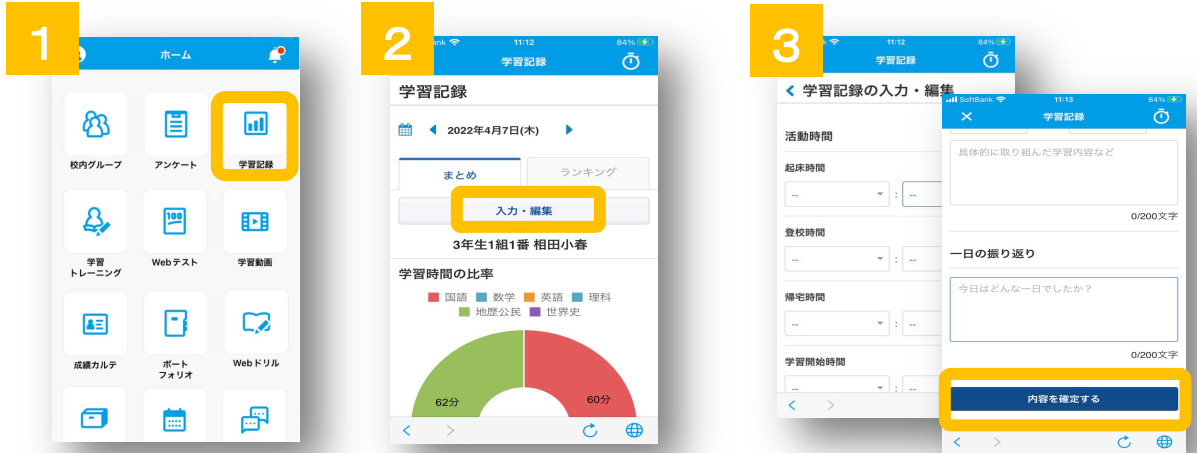 1
ホーム
校内グループ
アンケート
学習記録
学習
トレーニング
100
Webテスト
学習動画
成績カルテ
ポート
フォリオ
Webドリル
2
ank
11:12
84%
学習記録
学習記録
2022年4月7日(木)
まとめ
ランキング
入力・編集
3年生1組1番 相田小春
学習時間の比率
国語 数学 英語 理科
地歴公民 世界史
62分
60分
3
k
11:12
84%
学習記録
学習記録の入力・編集
活動時間
起床時間
-- : --
登校時間
-- : --
帰宅時間
-- : --
学習開始時間
-- : --
SoftBank
11:13
84%
学習記録
具体的に取り組んだ学習内容など
0/200文字
一日の振り返り
今日はどんな一日でしたか？
0/200文字
内容を確定する